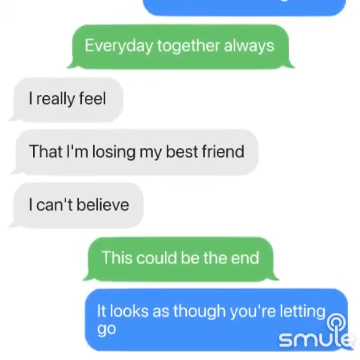 Everyday together always
I really feel
That I'm losing my best friend
I can't believe
This could be the end
It looks as though you're letting
go
smule